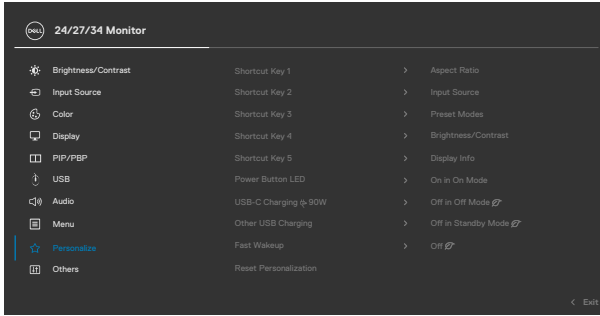 DELL 24/27/34 Monitor
Brightness/Contrast Shortcut Key 1 > Aspect Ratio
Input Source Shortcut Key 2 > Input Source
Color Shortcut Key 3 > Preset Modes
Display Shortcut Key 4 > Brightness/Contrast
PIP/PBP Shortcut Key 5 > Display Info
USB Power Button LED > On in On Mode
Audio USB-C Charging 90W > Off in Off Mode
Menu Other USB Charging > Off in Standby Mode
Personalize Fast Wakeup > Off
Others Reset Personalization
< Exit